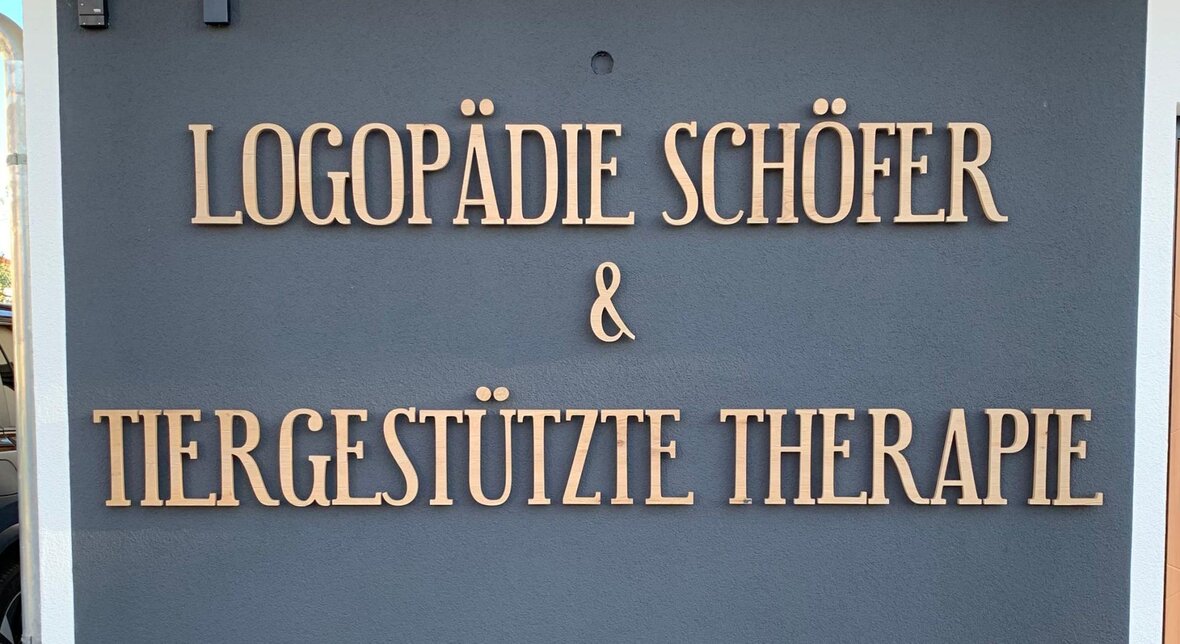 LOGOPÄDIE SCHÖFER
&
TIERGESTÜTZTE THERAPIE